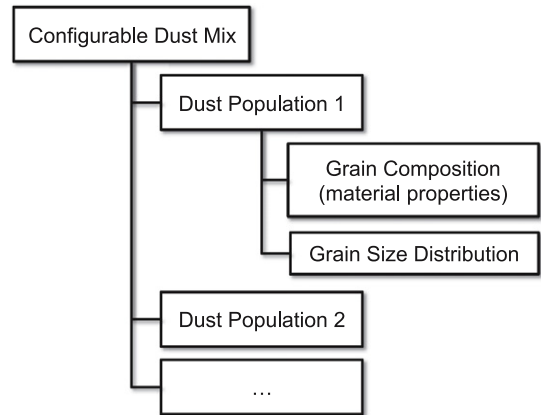 Configurable Dust Mix
Dust Population 1
Grain Composition
(material properties)
Grain Size Distribution
Dust Population 2
...